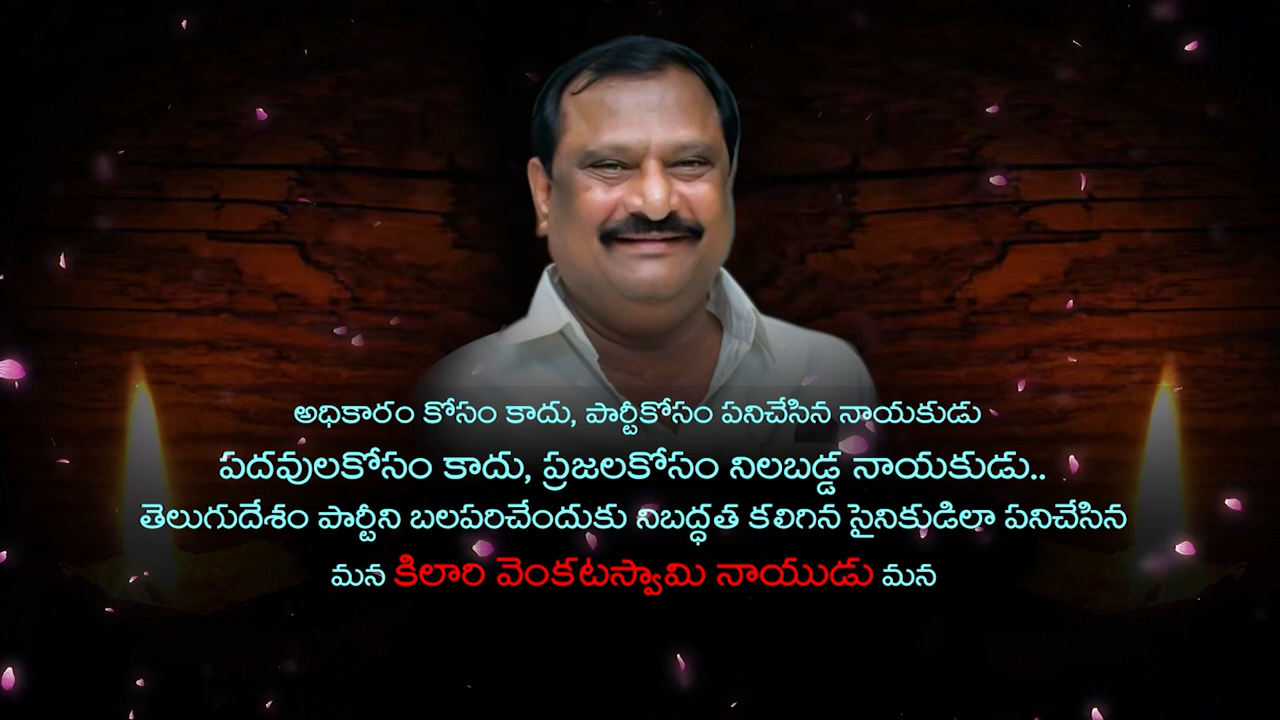 అధికారం కోసం కాదు, పార్టీకోసం పనిచేసిన నాయకుడు
పదవులకోసం కాదు, ప్రజలకోసం నిలబడ్డ నాయకుడు..
తెలుగుదేశం పార్టీని బలపరిచేందుకు నిబద్ధత కలిగిన సైనికుడిలా పనిచేసిన
మన కిలారి వెంకటస్వామి నాయుడు మన